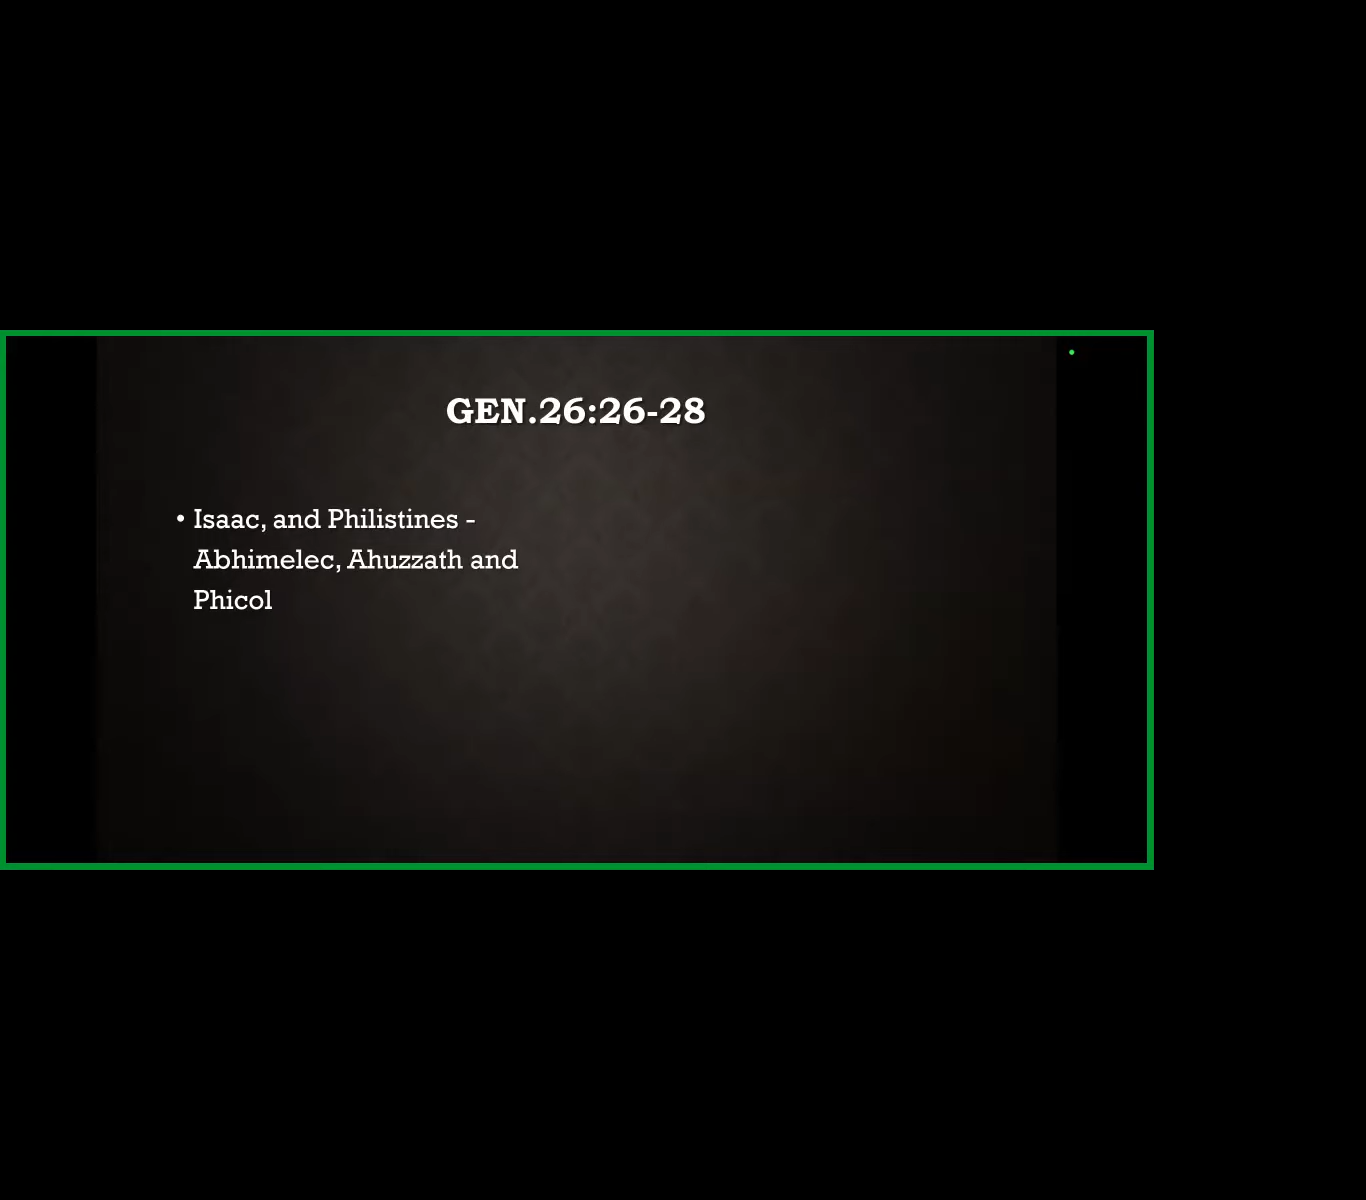 GEN.26:26-28
• Isaac, and Philistines -
Abhimelec, Ahuzzath and
Phicol